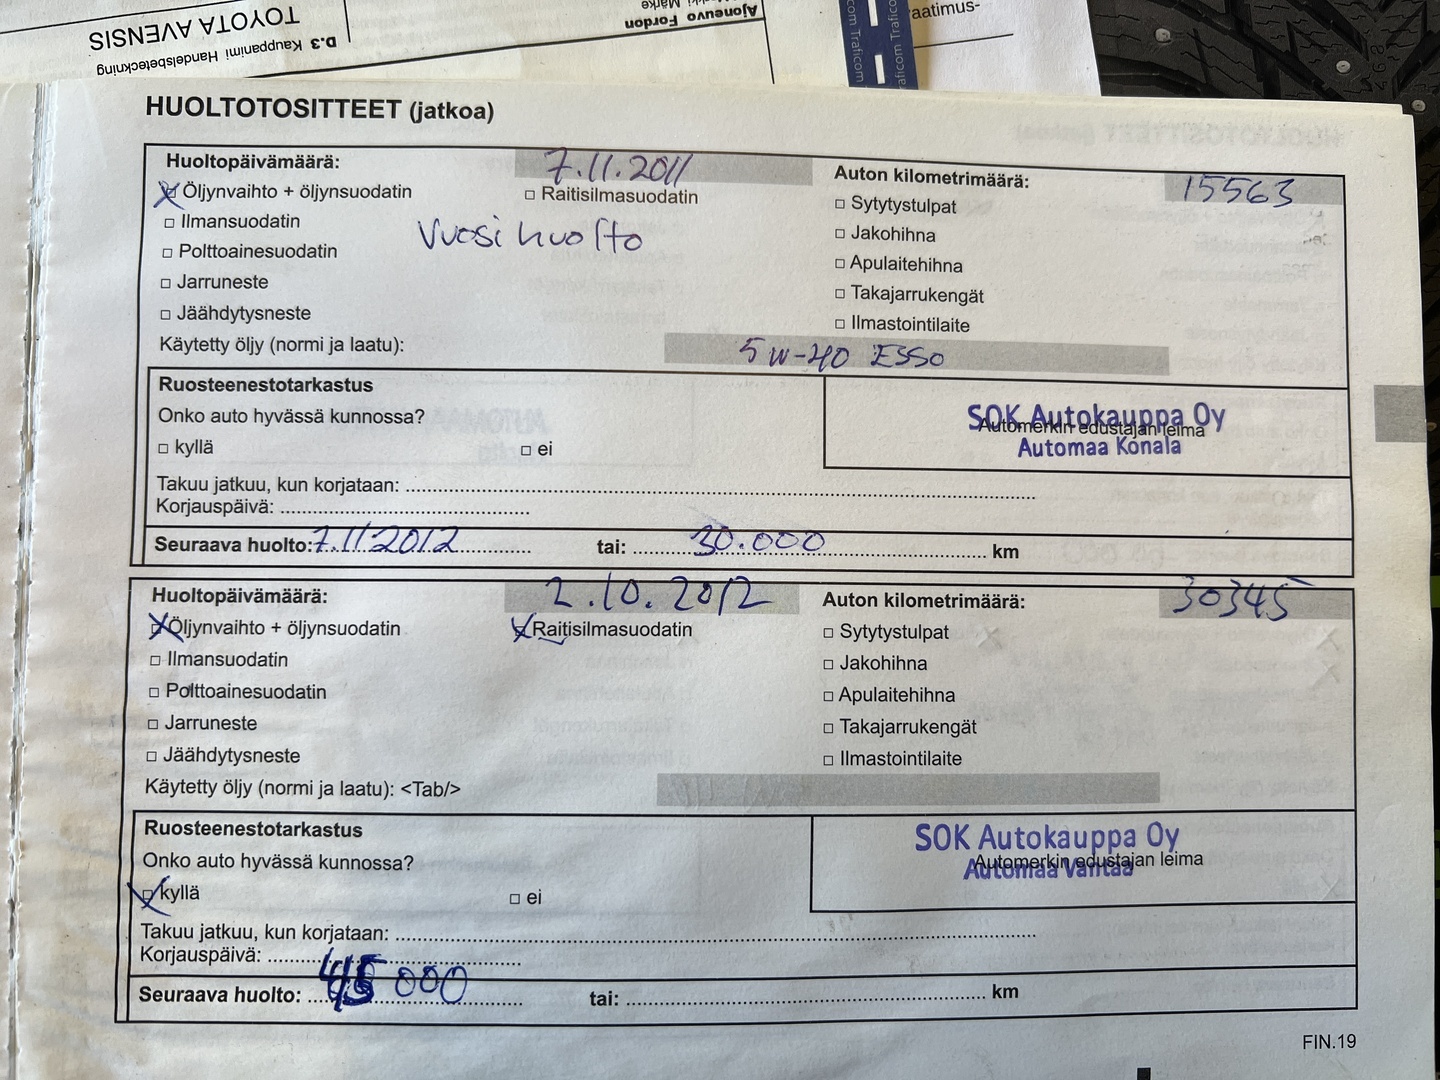 TOYOTA AVENSIS
D.3 Kauppanimi Handelsbeteckning
Ajoneuvo Fordon
Märke
com Traficom
aficom Trafico
aatimus-
HUOLTOTOSITTEET (jatkoa)
Huoltopäivämäärä: 7.11.2011 Auton kilometrimäärä: 15563
Öljynvaihto + öljynsuodatin □ Raitisilmasuodatin □ Sytytystulpat
□ Ilmansuodatin Vuosi huolto □ Jakohihna
□ Polttoainesuodatin □ Apulaitehihna
□ Jarruneste □ Takajarrukengät
□ Jäähdytysneste □ Ilmastointilaite
Käytetty öljy (normi ja laatu): 5w-40 ESSO
Ruosteenestotarkastus
Onko auto hyvässä kunnossa?
SOK Autokauppa Oy
Automerkin edustajan leima
Automaa Konala
□ kyllä □ ei
Takuu jatkuu, kun korjataan:
Korjauspäivä:
Seuraava huolto: 7.11.2012 tai: 30.000 km
Huoltopäivämäärä: 2.10.2012 Auton kilometrimäärä: 30345
Öljynvaihto + öljynsuodatin Raitisilmasuodatin □ Sytytystulpat
□ Ilmansuodatin □ Jakohihna
□ Polttoainesuodatin □ Apulaitehihna
□ Jarruneste □ Takajarrukengät
□ Jäähdytysneste □ Ilmastointilaite
Käytetty öljy (normi ja laatu): <Tab/>
Ruosteenestotarkastus
Onko auto hyvässä kunnossa?
SOK Autokauppa Oy
Automerkin edustajan leima
Automaa Vantaa
kyllä □ ei
Takuu jatkuu, kun korjataan:
Korjauspäivä:
Seuraava huolto: 45 000 tai: km
FIN.19